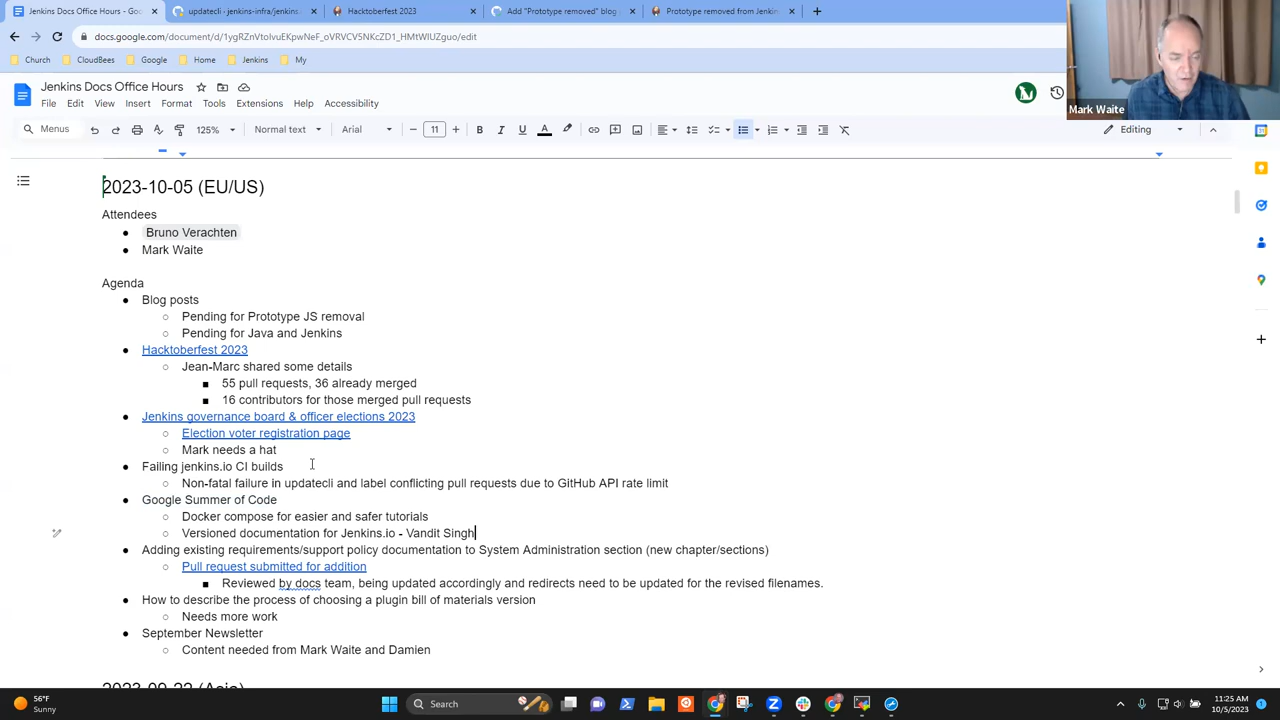 Jenkins Docs Office Hours - Goo
updatecli - jenkins-infra/jenkins.
Hacktoberfest 2023
Add "Prototype removed" blog
Prototype removed from Jenkin
docs.google.com/document/d/1ygRZnVtoIvuEKpwNeF_oVRVCV5NKcZD1_HMtWIUZguo/edit
Church
CloudBees
Google
Home
Jenkins
My
Jenkins Docs Office Hours
File Edit View Insert Format Tools Extensions Help Accessibility
Mark Waite
Menus 125% Normal text Arial 11 B I U A Editing
2023-10-05 (EU/US)
Attendees
● Bruno Verachten
● Mark Waite
Agenda
● Blog posts
○ Pending for Prototype JS removal
○ Pending for Java and Jenkins
● Hacktoberfest 2023
○ Jean-Marc shared some details
■ 55 pull requests, 36 already merged
■ 16 contributors for those merged pull requests
● Jenkins governance board & officer elections 2023
○ Election voter registration page
○ Mark needs a hat
● Failing jenkins.io CI builds
○ Non-fatal failure in updatecli and label conflicting pull requests due to GitHub API rate limit
● Google Summer of Code
○ Docker compose for easier and safer tutorials
○ Versioned documentation for Jenkins.io - Vandit Singh
● Adding existing requirements/support policy documentation to System Administration section (new chapter/sections)
○ Pull request submitted for addition
■ Reviewed by docs team, being updated accordingly and redirects need to be updated for the revised filenames.
● How to describe the process of choosing a plugin bill of materials version
○ Needs more work
● September Newsletter
○ Content needed from Mark Waite and Damien
2023-09-22 (Asia)
56°F
Sunny
Search
11:25 AM
10/5/2023